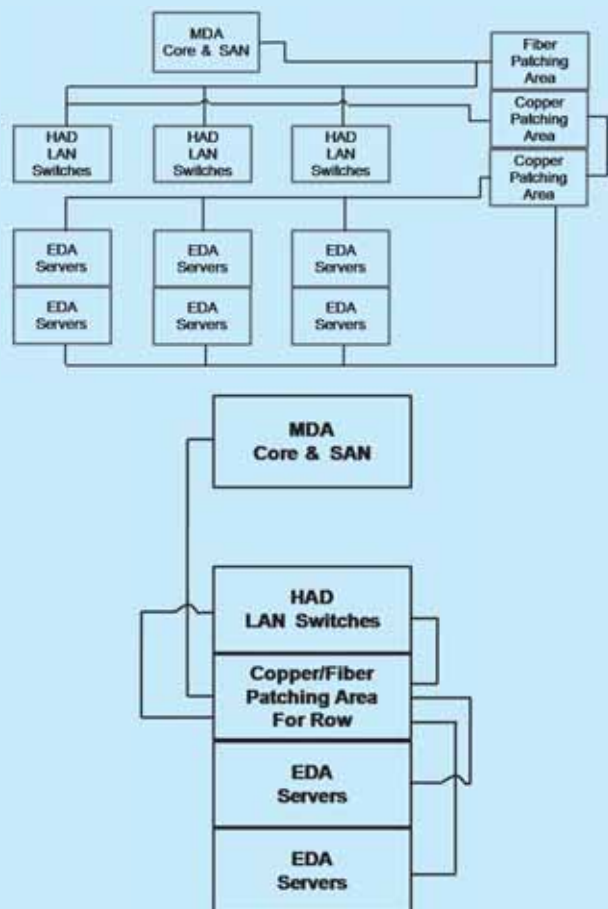 MDA
Core & SAN
Fiber
Patching
Area
Copper
Patching
Area
HAD
LAN
Switches
HAD
LAN
Switches
HAD
LAN
Switches
Copper
Patching
Area
EDA
Servers
EDA
Servers
EDA
Servers
EDA
Servers
EDA
Servers
EDA
Servers
MDA
Core & SAN
HAD
LAN Switches
Copper/Fiber
Patching Area
For Row
EDA
Servers
EDA
Servers